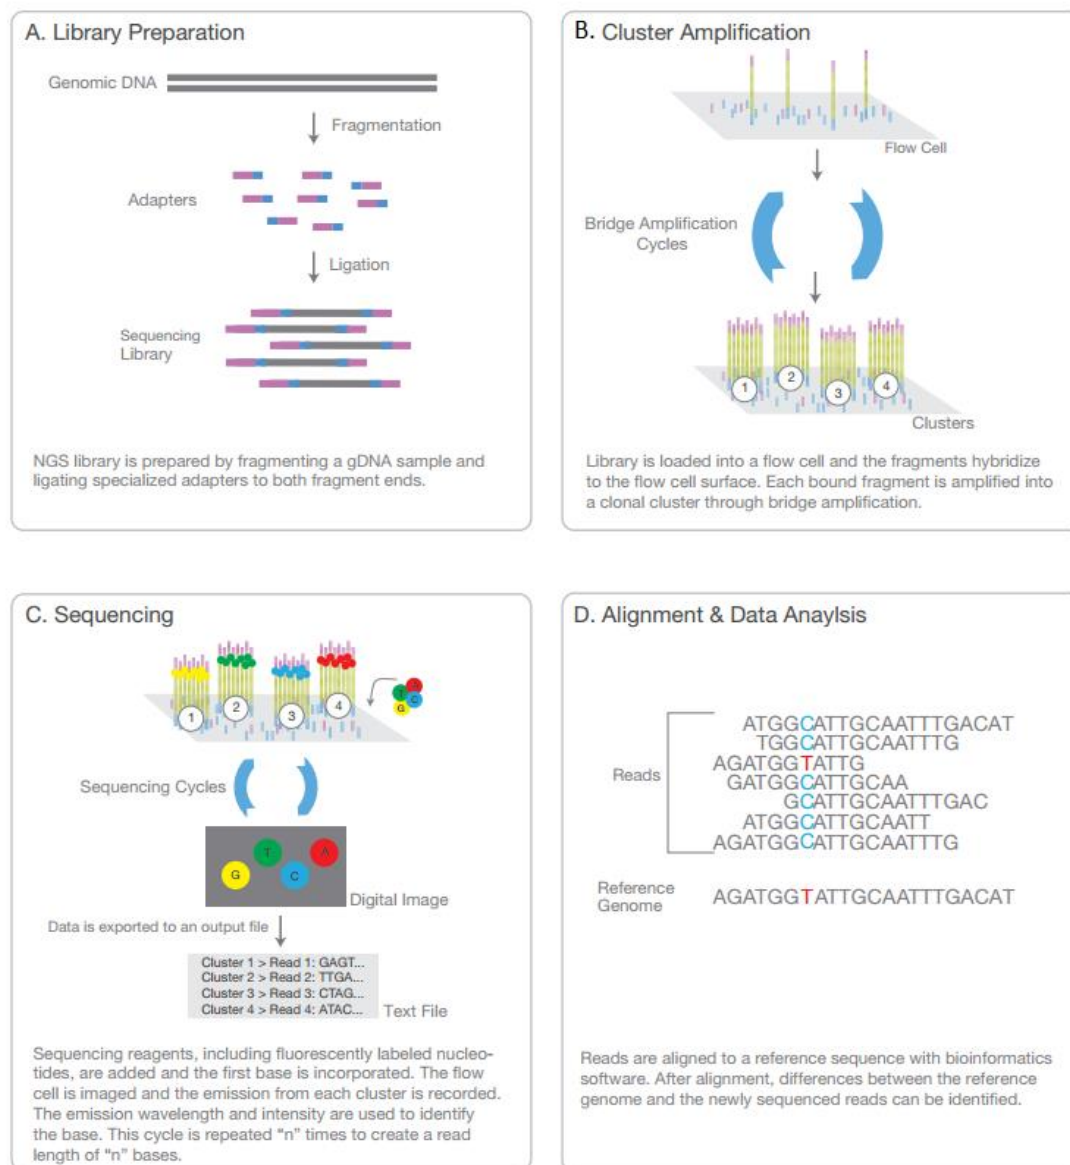 A. Library Preparation
Genomic DNA
Fragmentation
Adapters
Ligation
Sequencing
Library
NGS library is prepared by fragmenting a gDNA sample and
ligating specialized adapters to both fragment ends.
B. Cluster Amplification
Flow Cell
Bridge Amplification
Cycles
1
2
3
4
Clusters
Library is loaded into a flow cell and the fragments hybridize
to the flow cell surface. Each bound fragment is amplified into
a clonal cluster through bridge amplification.
C. Sequencing
1
2
3
4
A
T
C
G
Sequencing Cycles
T
A
G
C
Digital Image
Data is exported to an output file
Cluster 1 > Read 1: GAGT...
Cluster 2 > Read 2: TTGA...
Cluster 3 > Read 3: CTAG...
Cluster 4 > Read 4: ATAC...
Text File
Sequencing reagents, including fluorescently labeled nucleo-
tides, are added and the first base is incorporated. The flow
cell is imaged and the emission from each cluster is recorded.
The emission wavelength and intensity are used to identify
the base. This cycle is repeated “n” times to create a read
length of “n” bases.
D. Alignment & Data Anaylsis
Reads
ATGGCATTGCAATTTGACAT
TGGCATTGCAATTTG
AGATGGTATTG
GATGGCATTGCAA
GCATTGCAATTTGAC
ATGGCATTGCAATT
AGATGGCATTGCAATTTG
Reference
Genome
AGATGGTATTGCAATTTGACAT
Reads are aligned to a reference sequence with bioinformatics
software. After alignment, differences between the reference
genome and the newly sequenced reads can be identified.